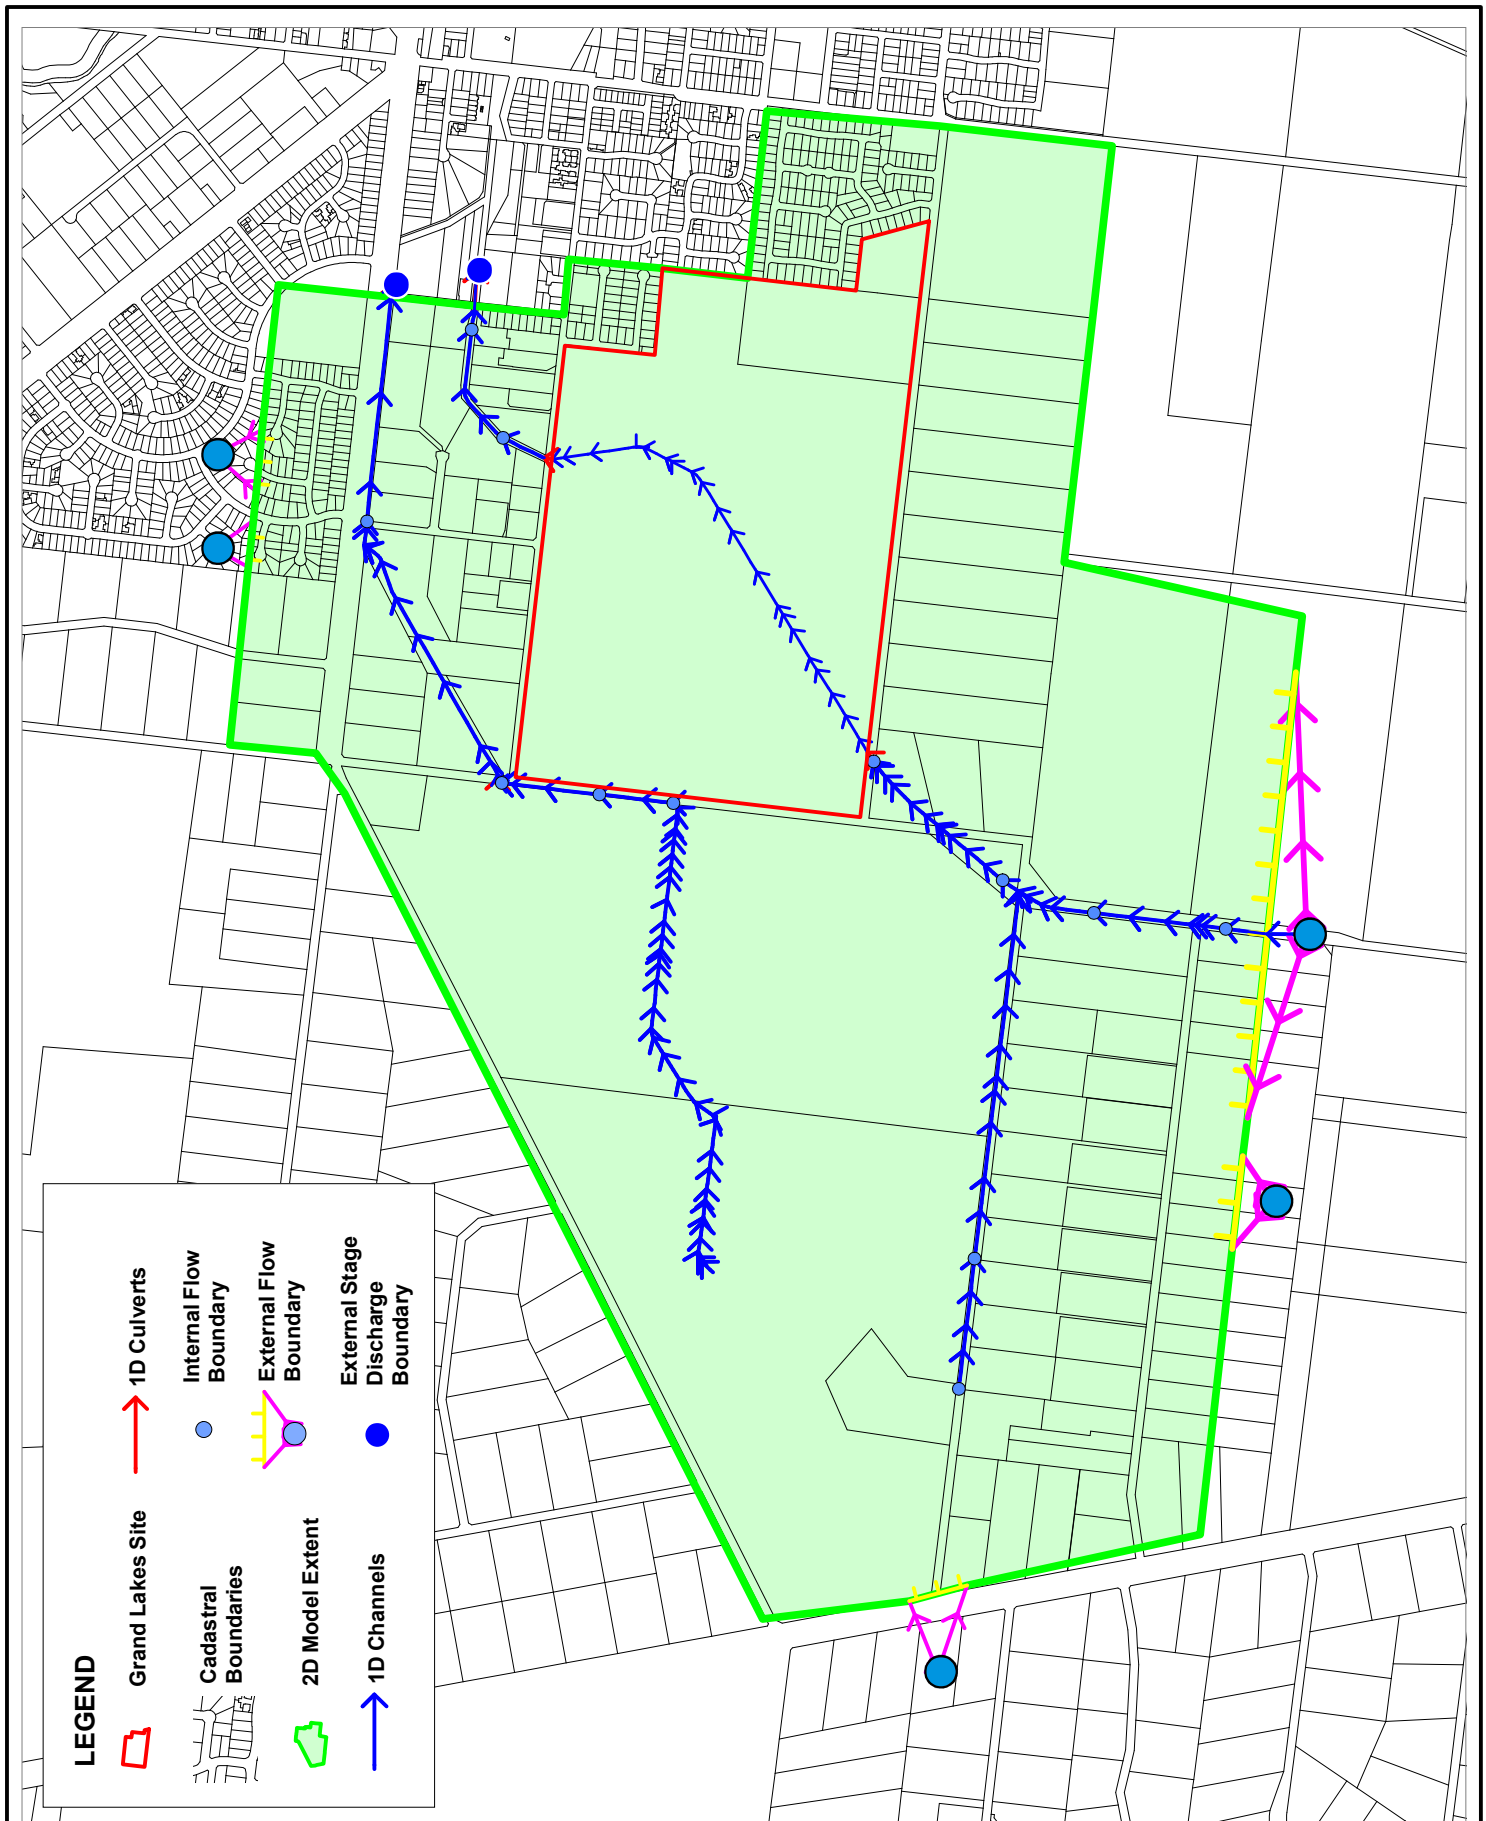 LEGEND
Grand Lakes Site
Cadastral
Boundaries
2D Model Extent
1D Channels
1D Culverts
Internal Flow
Boundary
External Flow
Boundary
External Stage
Discharge
Boundary